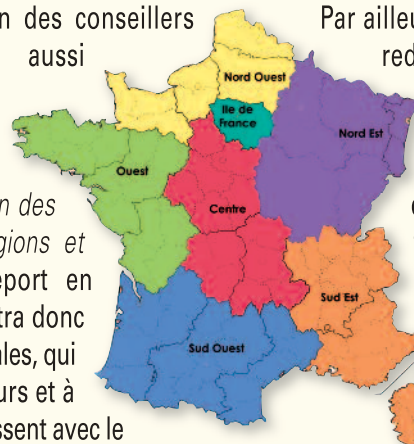 n des conseillers
aussi
Par ailleu
red
Nord Ouest
Ile de
France
Nord Est
Ouest
Centre
Sud Est
Sud Ouest
n des
gions et
eport en
tra donc
ales, qui
urs et à
ssent avec le